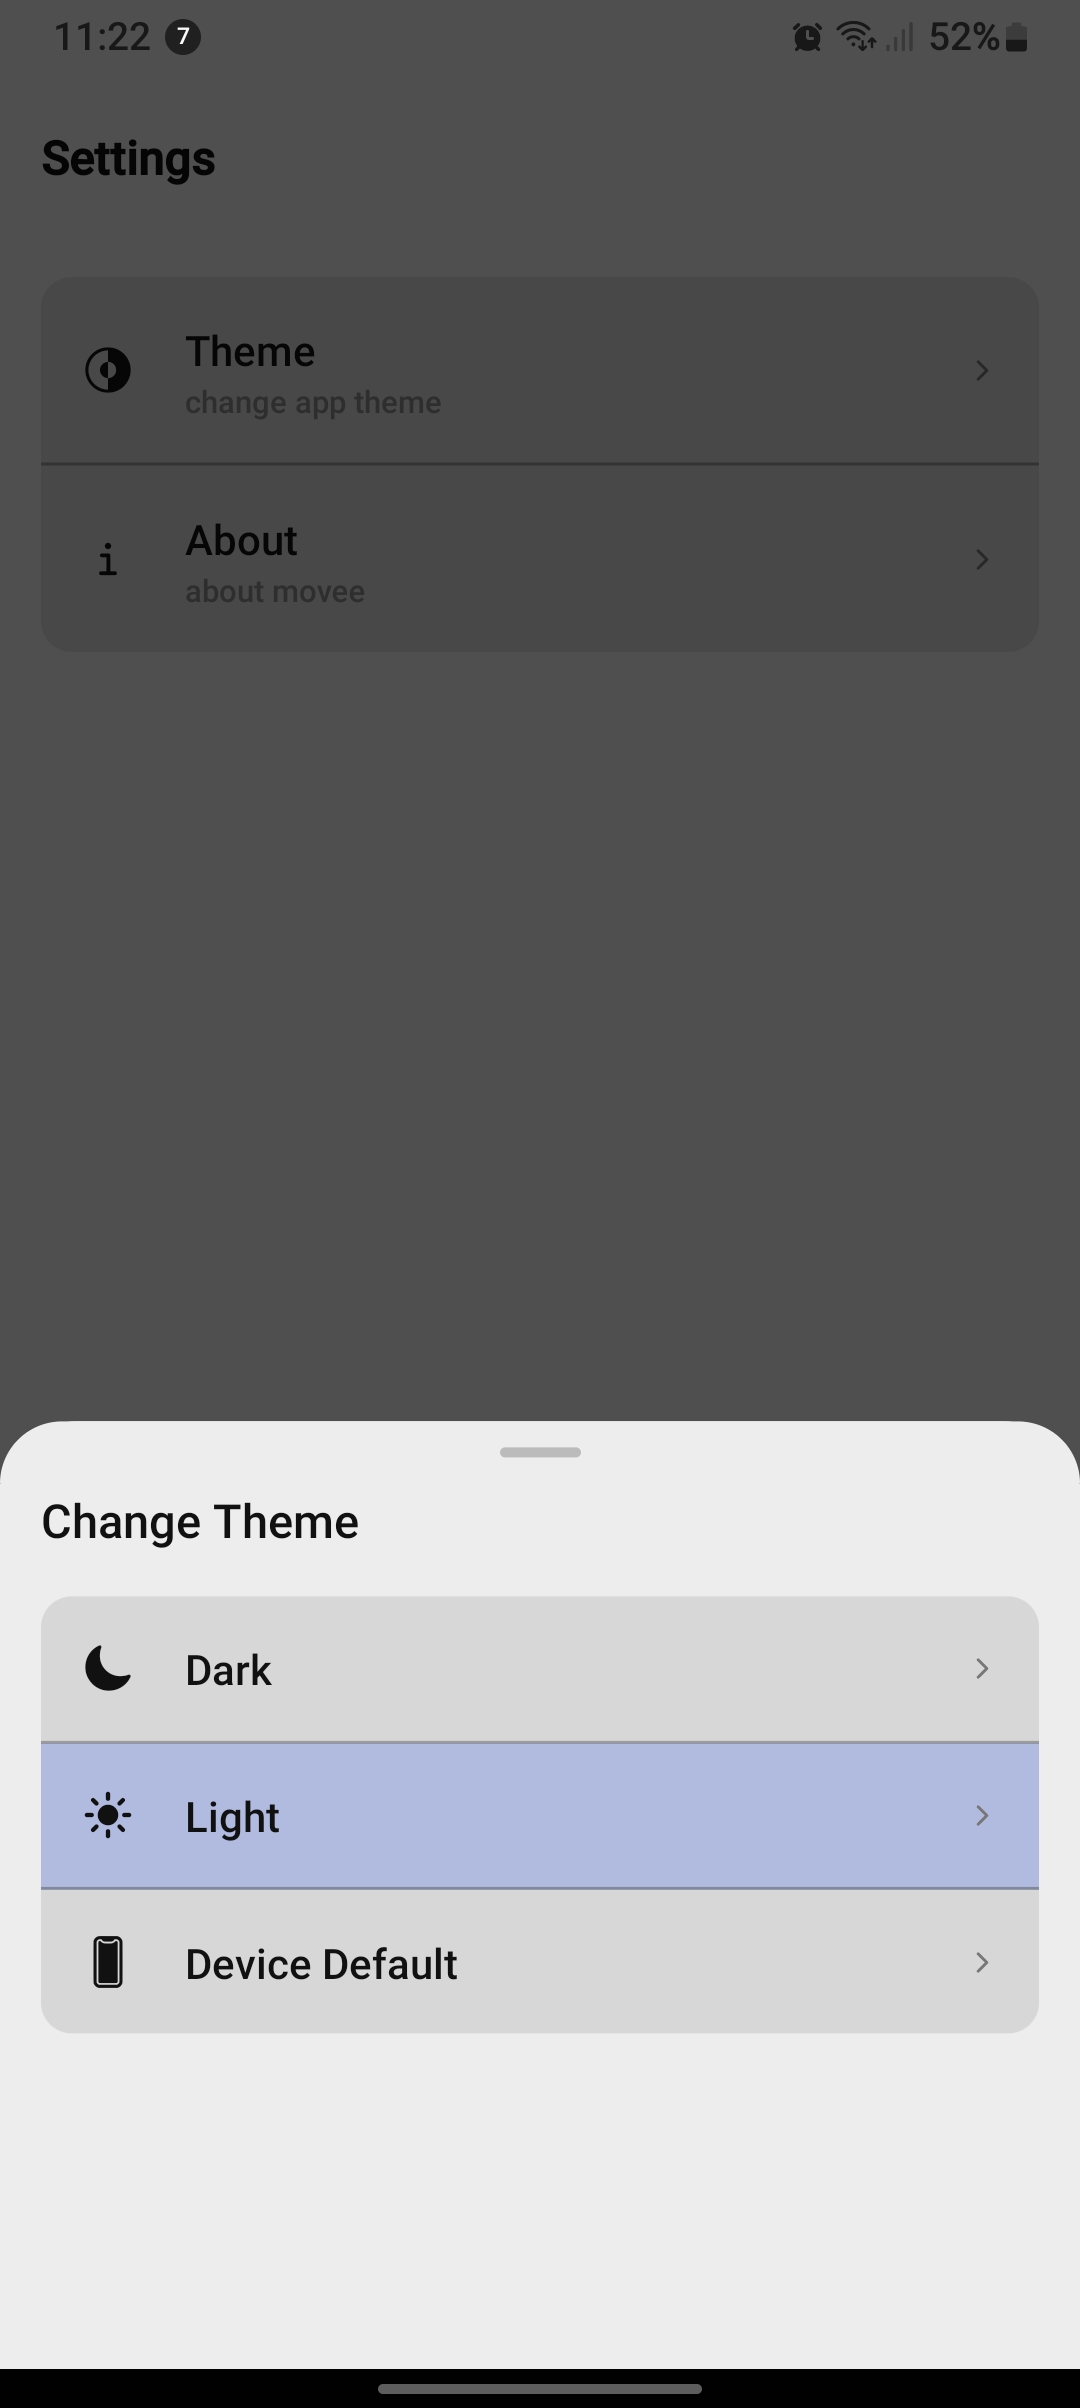 11:22 7 52%
Settings
Theme
change app theme
About
about movee
Change Theme
Dark
Light
Device Default